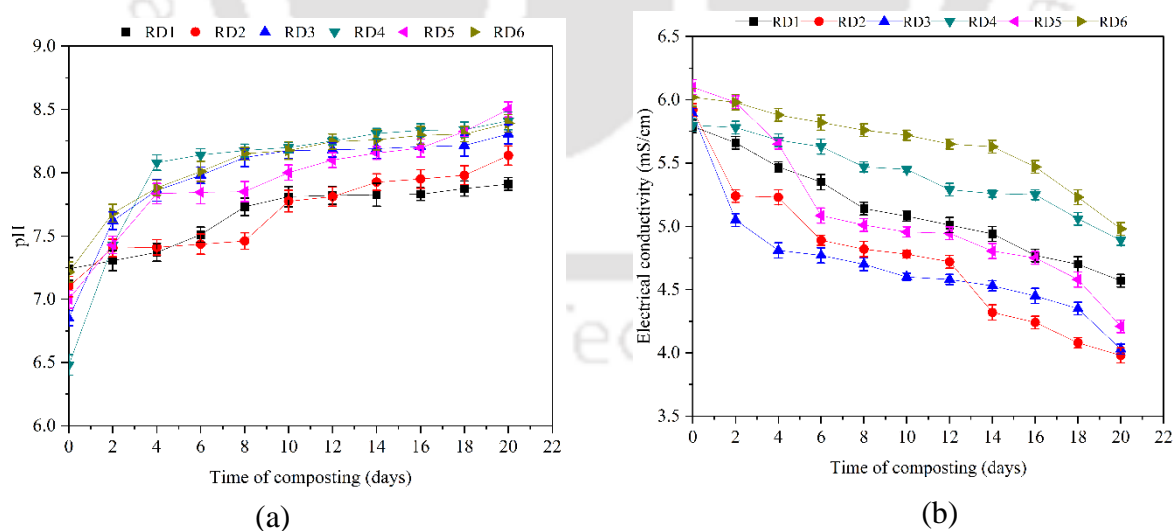 RD1 RD2 RD3 RD4 RD5 RD6
9.0
8.5
8.0
7.5
7.0
6.5
6.0
pH
0 2 4 6 8 10 12 14 16 18 20 22
Time of composting (days)
(a)
RD1 RD2 RD3 RD4 RD5 RD6
6.5
6.0
5.5
5.0
4.5
4.0
3.5
Electrical conductivity (mS/cm)
0 2 4 6 8 10 12 14 16 18 20 22
Time of composting (days)
(b)